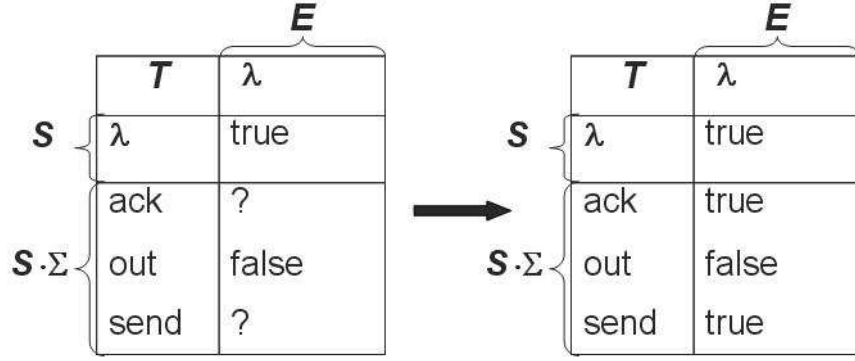 E E
T λ T λ
S λ true S λ true
ack ? ack true
S·Σ out false S·Σ out false
send ? send true